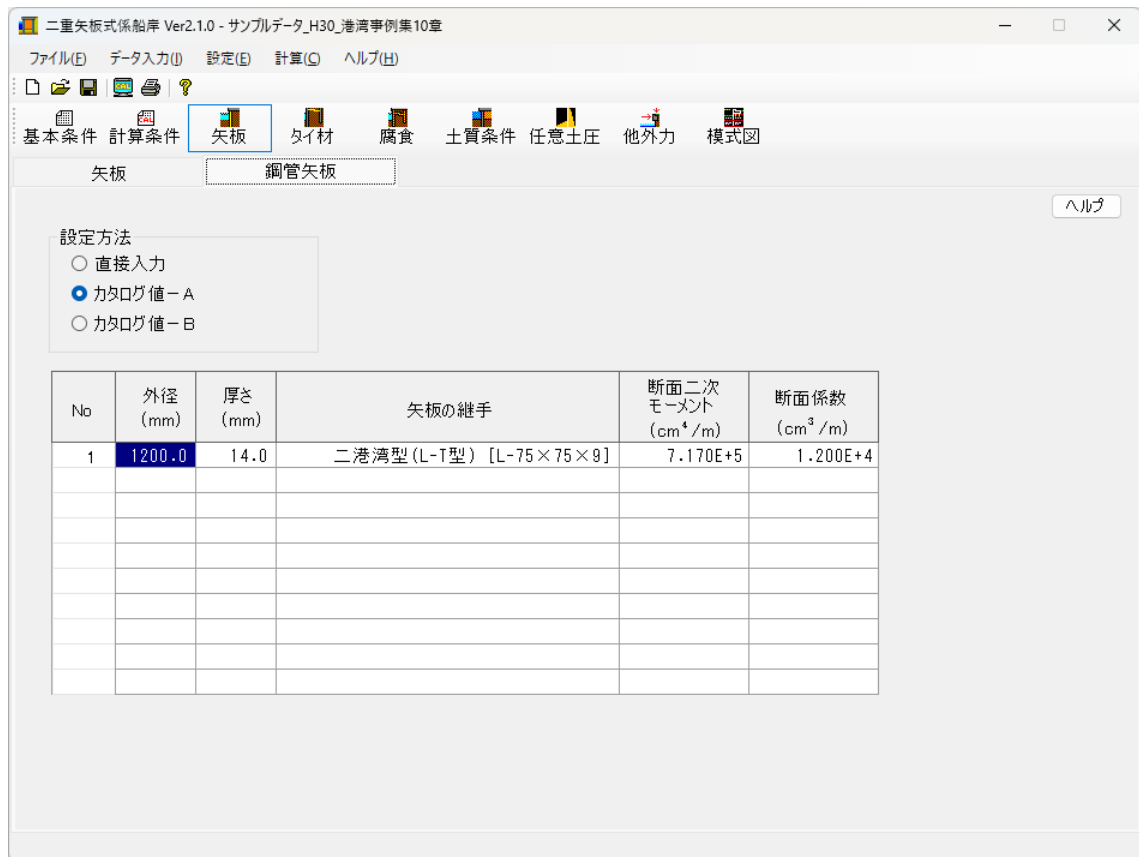 二重矢板式係船岸 Ver2.1.0 - サンプルデータ_H30_港湾事例集10章
ファイル(F) データ入力(I) 設定(E) 計算(C) ヘルプ(H)
基本条件 計算条件 矢板 タイ材 腐食 土質条件 任意土圧 他外力 模式図
矢板 鋼管矢板
ヘルプ
設定方法
直接入力
カタログ値－A
カタログ値－B
No 外径 (mm) 厚さ (mm) 矢板の継手 断面二次モーメント (cm⁴/m) 断面係数 (cm³/m)
1 1200.0 14.0 二港湾型(L-T型) [L-75×75×9] 7.170E+5 1.200E+4